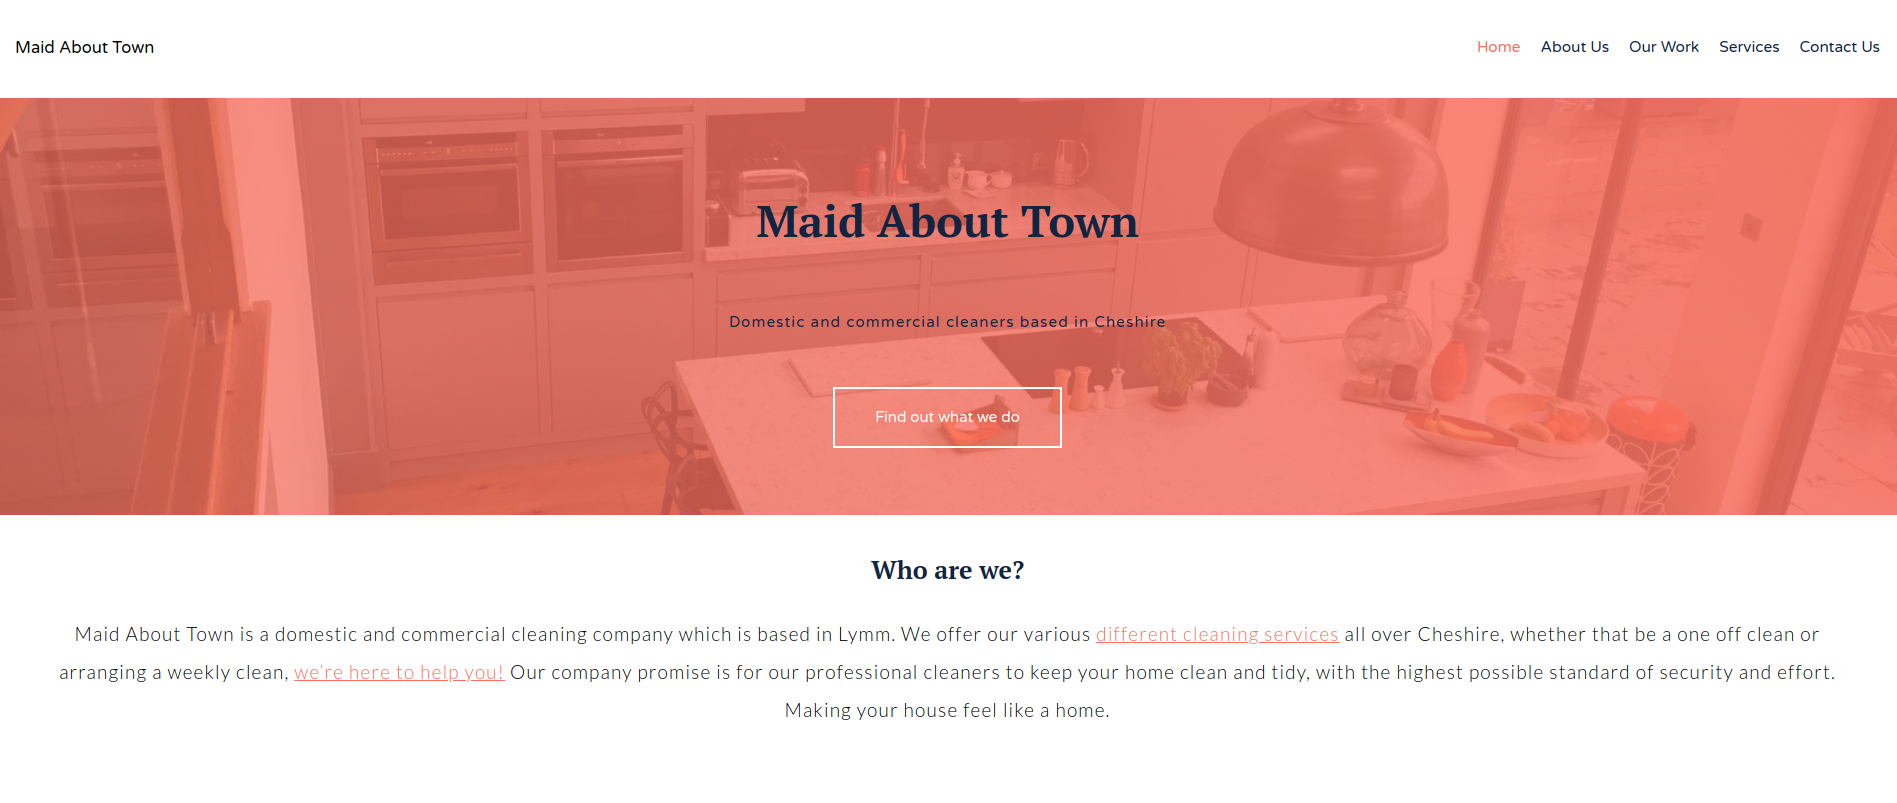 Maid About Town
Home About Us Our Work Services Contact Us
Maid About Town
Domestic and commercial cleaners based in Cheshire
Find out what we do
Who are we?
Maid About Town is a domestic and commercial cleaning company which is based in Lymm. We offer our various different cleaning services all over Cheshire, whether that be a one off clean or
arranging a weekly clean, we're here to help you! Our company promise is for our professional cleaners to keep your home clean and tidy, with the highest possible standard of security and effort.
Making your house feel like a home.